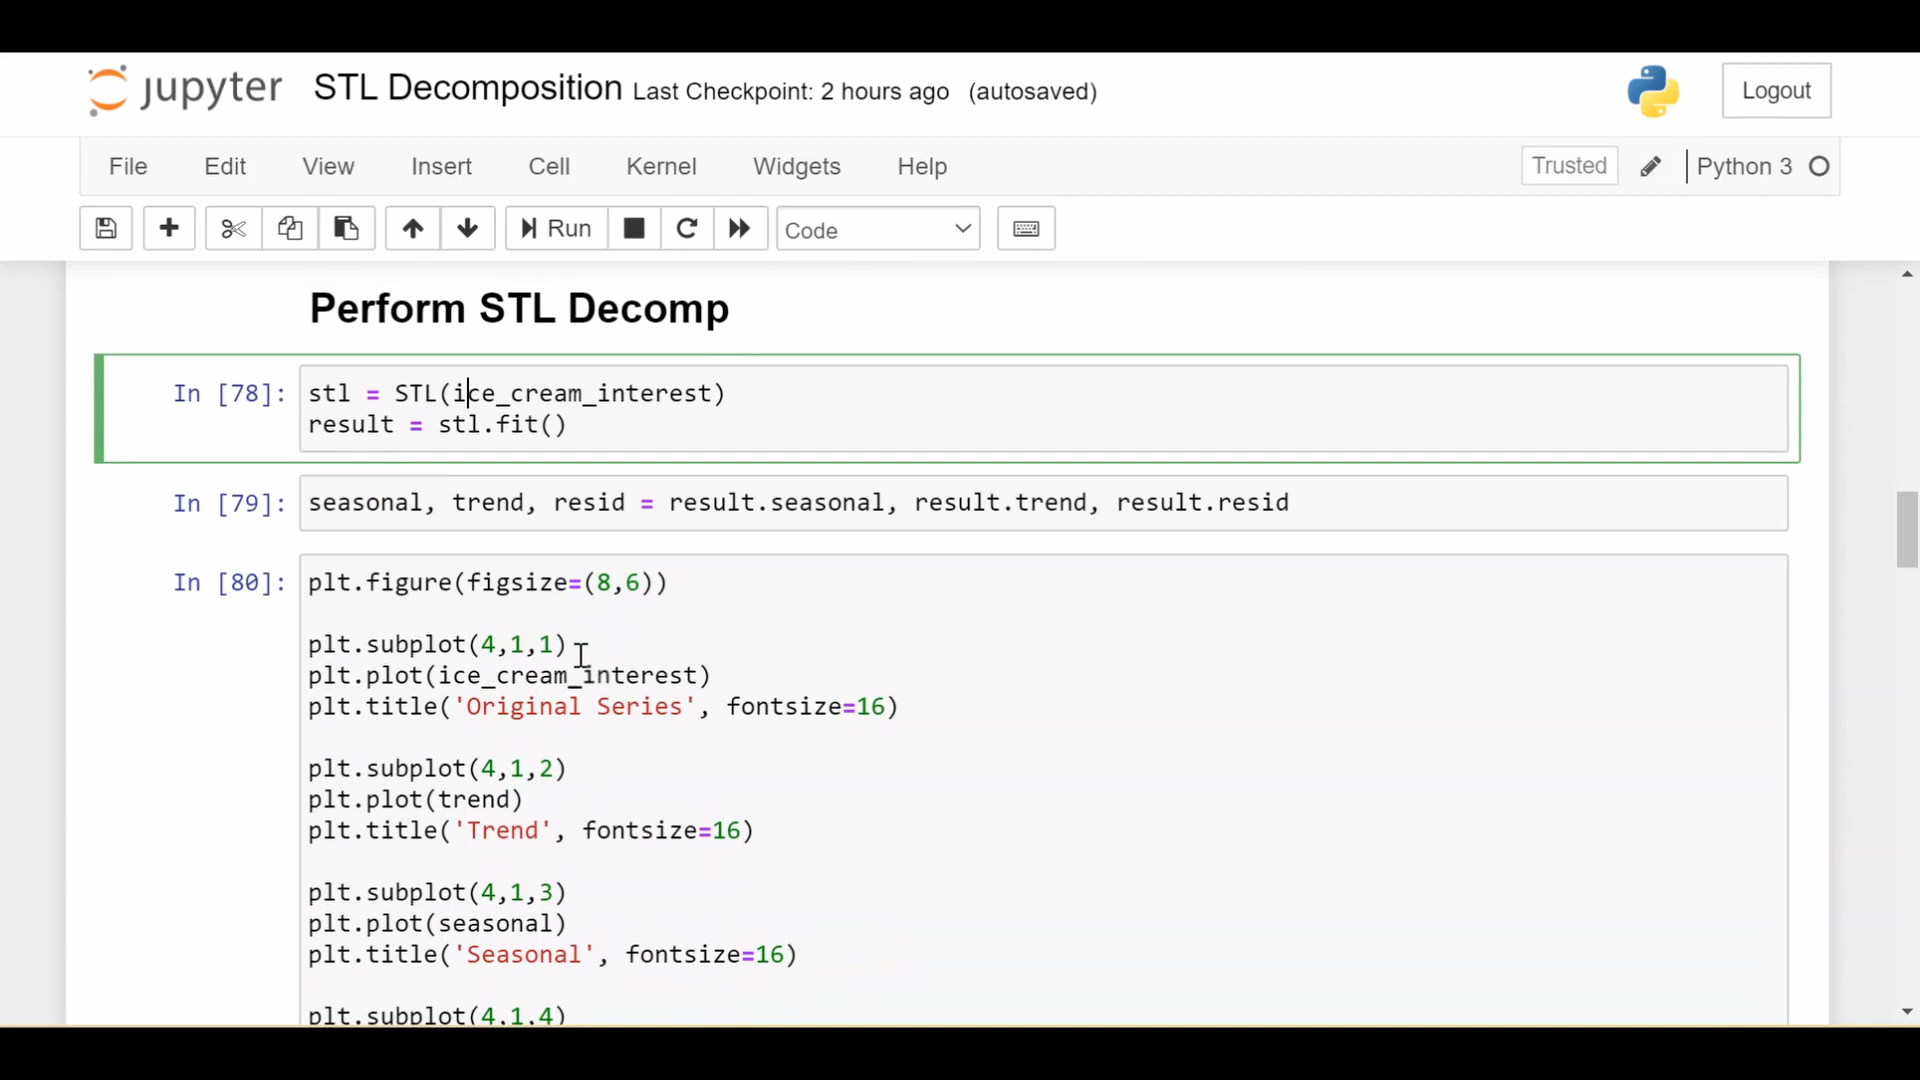 jupyter STL Decomposition Last Checkpoint: 2 hours ago (autosaved) Logout
File Edit View Insert Cell Kernel Widgets Help Trusted Python 3
Run Code
Perform STL Decomp
In [78]: stl = STL(ice_cream_interest)
result = stl.fit()
In [79]: seasonal, trend, resid = result.seasonal, result.trend, result.resid
In [80]: plt.figure(figsize=(8,6))
plt.subplot(4,1,1)
plt.plot(ice_cream_interest)
plt.title('Original Series', fontsize=16)
plt.subplot(4,1,2)
plt.plot(trend)
plt.title('Trend', fontsize=16)
plt.subplot(4,1,3)
plt.plot(seasonal)
plt.title('Seasonal', fontsize=16)
plt.subplot(4,1,4)